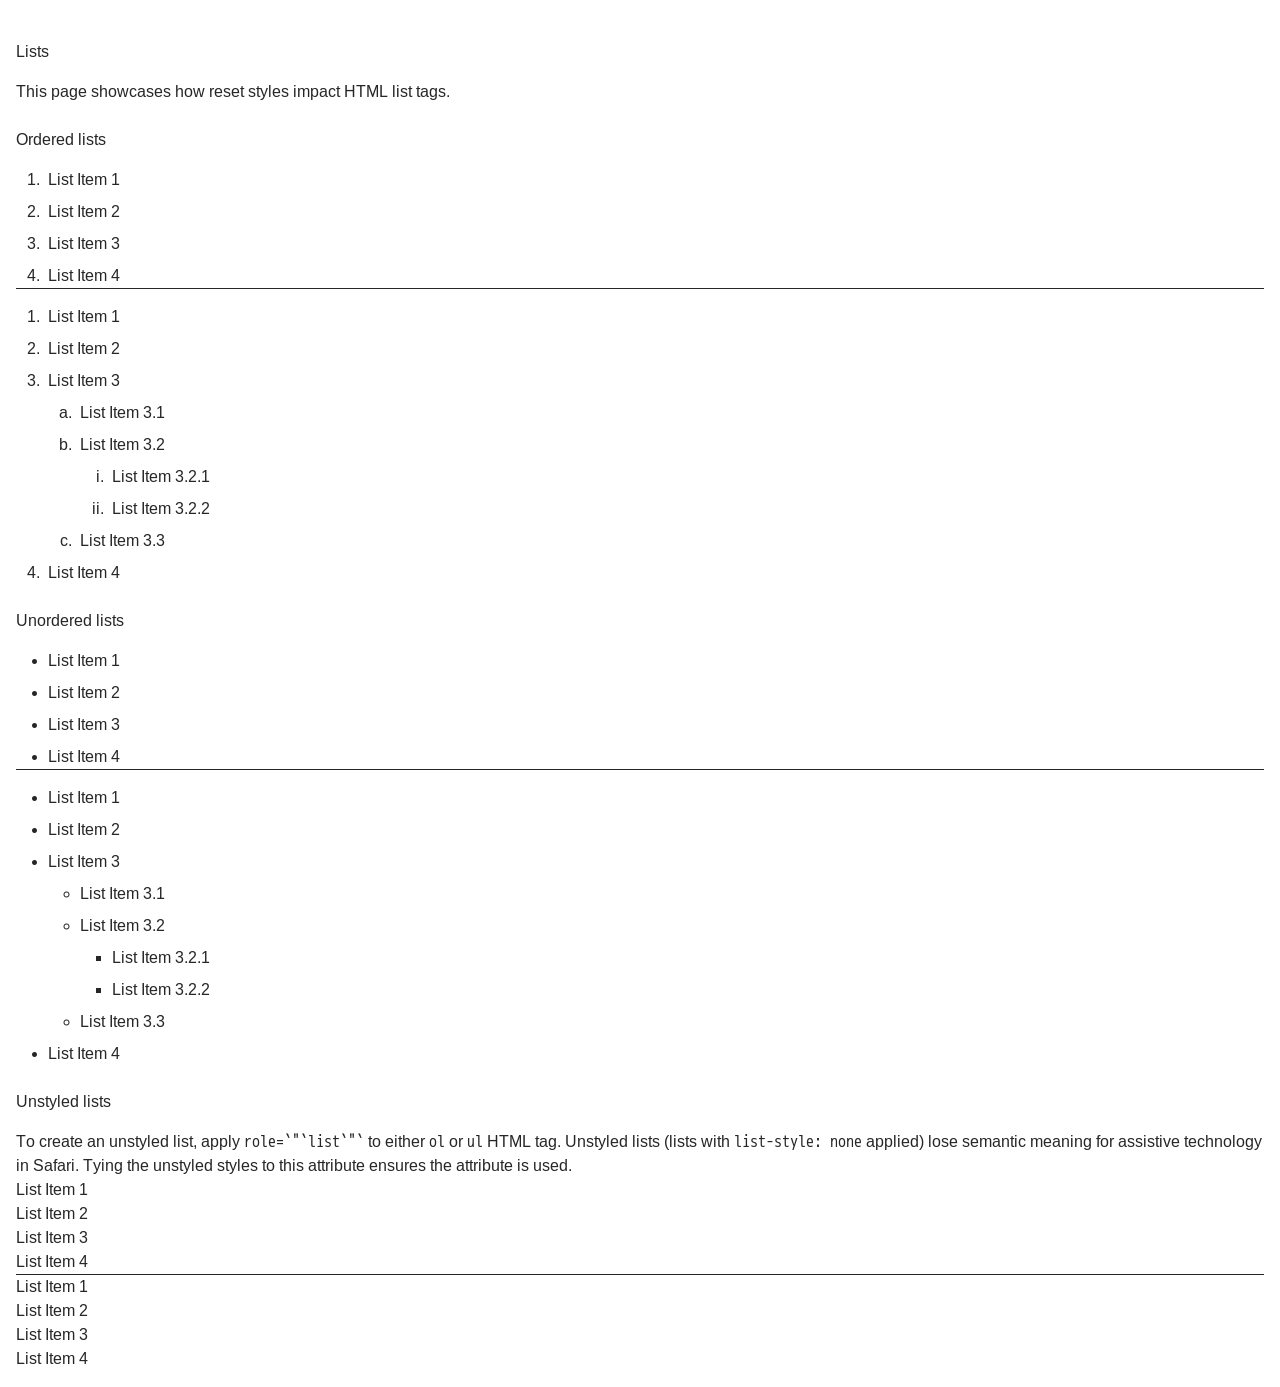 Lists
This page showcases how reset styles impact HTML list tags.
Ordered lists
1. List Item 1
2. List Item 2
3. List Item 3
4. List Item 4
1. List Item 1
2. List Item 2
3. List Item 3
a. List Item 3.1
b. List Item 3.2
i. List Item 3.2.1
ii. List Item 3.2.2
c. List Item 3.3
4. List Item 4
Unordered lists
• List Item 1
• List Item 2
• List Item 3
• List Item 4
• List Item 1
• List Item 2
• List Item 3
◦ List Item 3.1
◦ List Item 3.2
▪ List Item 3.2.1
▪ List Item 3.2.2
◦ List Item 3.3
• List Item 4
Unstyled lists
To create an unstyled list, apply role=`"`list`"` to either ol or ul HTML tag. Unstyled lists (lists with list-style: none applied) lose semantic meaning for assistive technology
in Safari. Tying the unstyled styles to this attribute ensures the attribute is used.
List Item 1
List Item 2
List Item 3
List Item 4
List Item 1
List Item 2
List Item 3
List Item 4